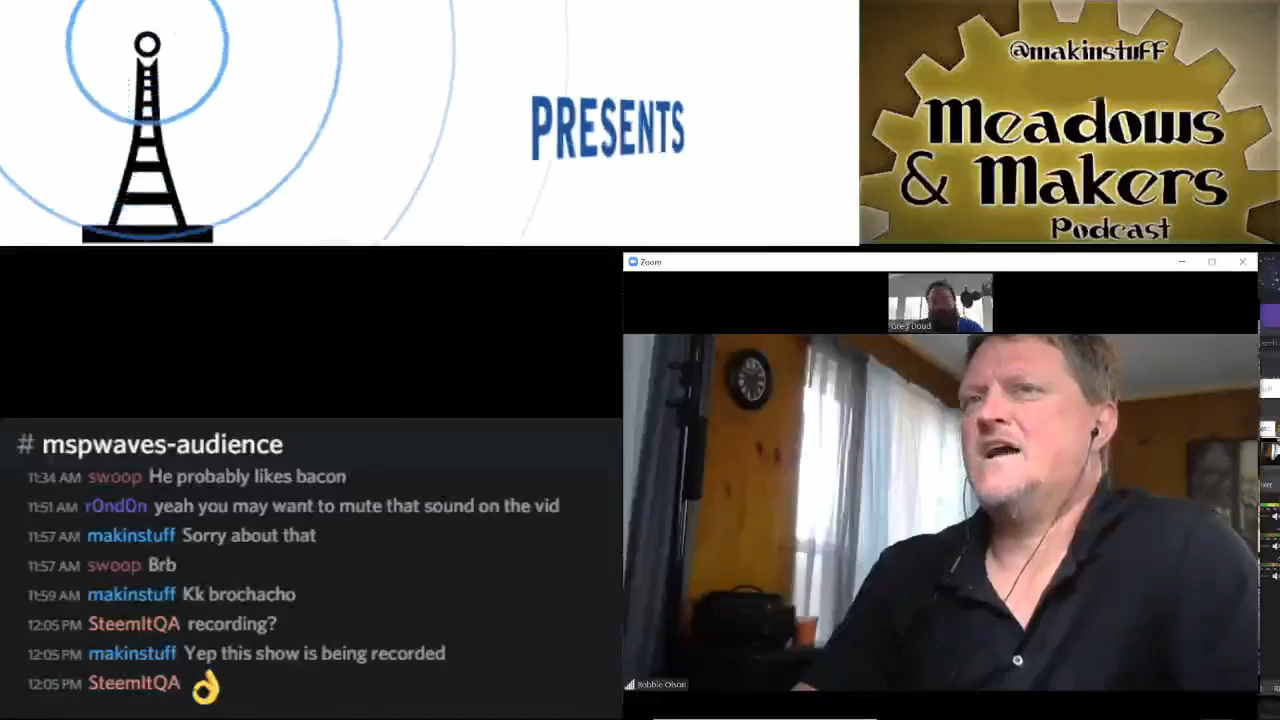 PRESENTS
@makinstuff
Meadows
& Makers
Podcast
Zoom
Greg Doud
# mspwaves-audience
11:34 AM swoop He probably likes bacon
11:51 AM r0nd0n yeah you may want to mute that sound on the vid
11:57 AM makinstuff Sorry about that
11:57 AM swoop Brb
11:59 AM makinstuff Kk brochacho
12:05 PM SteemItQA recording?
12:05 PM makinstuff Yep this show is being recorded
12:05 PM SteemItQA 👌
Robbie Olson